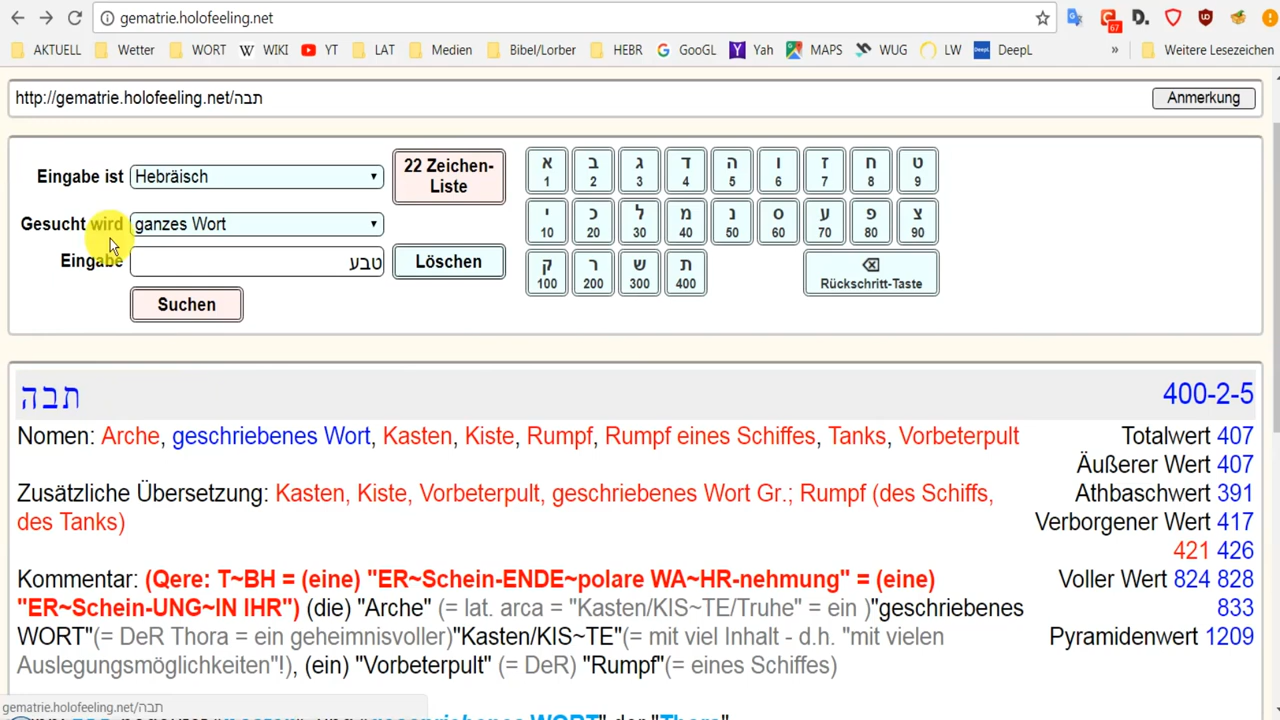 gematrie.holofeeling.net
67
AKTUELL Wetter WORT WIKI YT LAT Medien Bibel/Lorber HEBR GooGL Yah MAPS WUG LW DeepL » Weitere Lesezeichen
http://gematrie.holofeeling.net/תבה Anmerkung
Eingabe ist Hebräisch
Gesucht wird ganzes Wort
Eingabe טבע
22 Zeichen-
Liste
Löschen
Suchen
א ב ג ד ה ו ז ח ט
1 2 3 4 5 6 7 8 9
י כ ל מ נ ס ע פ צ
10 20 30 40 50 60 70 80 90
ק ר ש ת
100 200 300 400 Rückschritt-Taste
תבה 400-2-5
Nomen: Arche, geschriebenes Wort, Kasten, Kiste, Rumpf, Rumpf eines Schiffes, Tanks, Vorbeterpult
Zusätzliche Übersetzung: Kasten, Kiste, Vorbeterpult, geschriebenes Wort Gr.; Rumpf (des Schiffs,
des Tanks)
Kommentar: (Qere: T~BH = (eine) "ER~Schein-ENDE~polare WA~HR-nehmung" = (eine)
"ER~Schein-UNG~IN IHR") (die) "Arche" (= lat. arca = "Kasten/KIS~TE/Truhe" = ein )"geschriebenes
WORT"(= DeR Thora = ein geheimnisvoller)"Kasten/KIS~TE"(= mit viel Inhalt - d.h. "mit vielen
Auslegungsmöglichkeiten"!), (ein) "Vorbeterpult" (= DeR) "Rumpf"(= eines Schiffes)
Totalwert 407
Äußerer Wert 407
Athbaschwert 391
Verborgener Wert 417
421 426
Voller Wert 824 828
833
Pyramidenwert 1209
gematrie.holofeeling.net/תבה